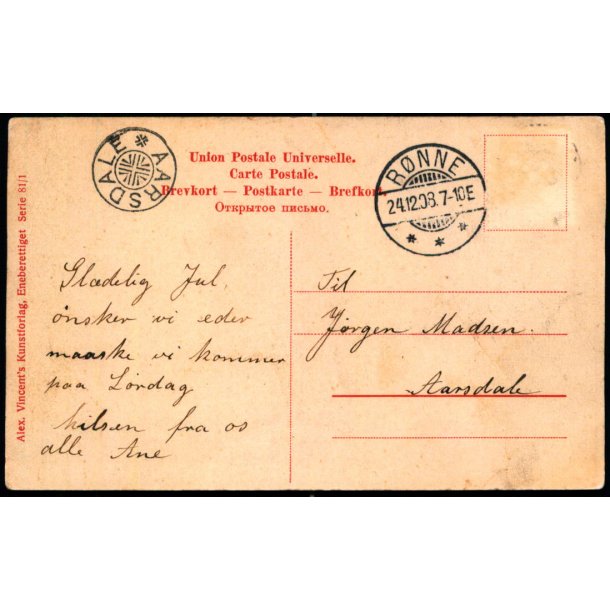 AARSDALE
Union Postale Universelle.
Carte Postale.
Brevkort — Postkarte — Brefkort
Открытое письмо.
RØNNE
24.12.08.7-10E
Alex. Vincent's Kunstforlag, Eneberettiget Serie 81/1
Glædelig Jul,
ønsker vi eder
maaske vi kommer
paa Lördag
hilsen fra os
alle Ane
Til
Jørgen Madsen.
Aarsdale